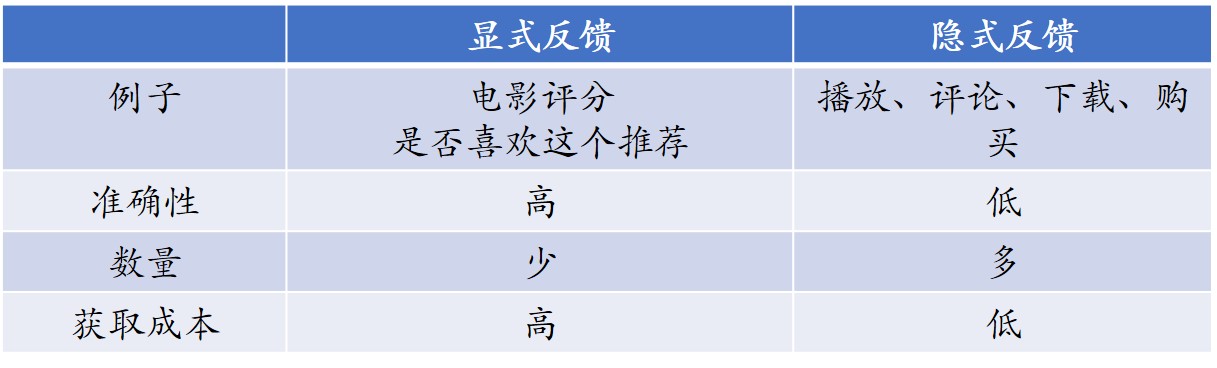 显式反馈 隐式反馈
例子 电影评分 播放、评论、下载、购
是否喜欢这个推荐 买
准确性 高 低
数量 少 多
获取成本 高 低